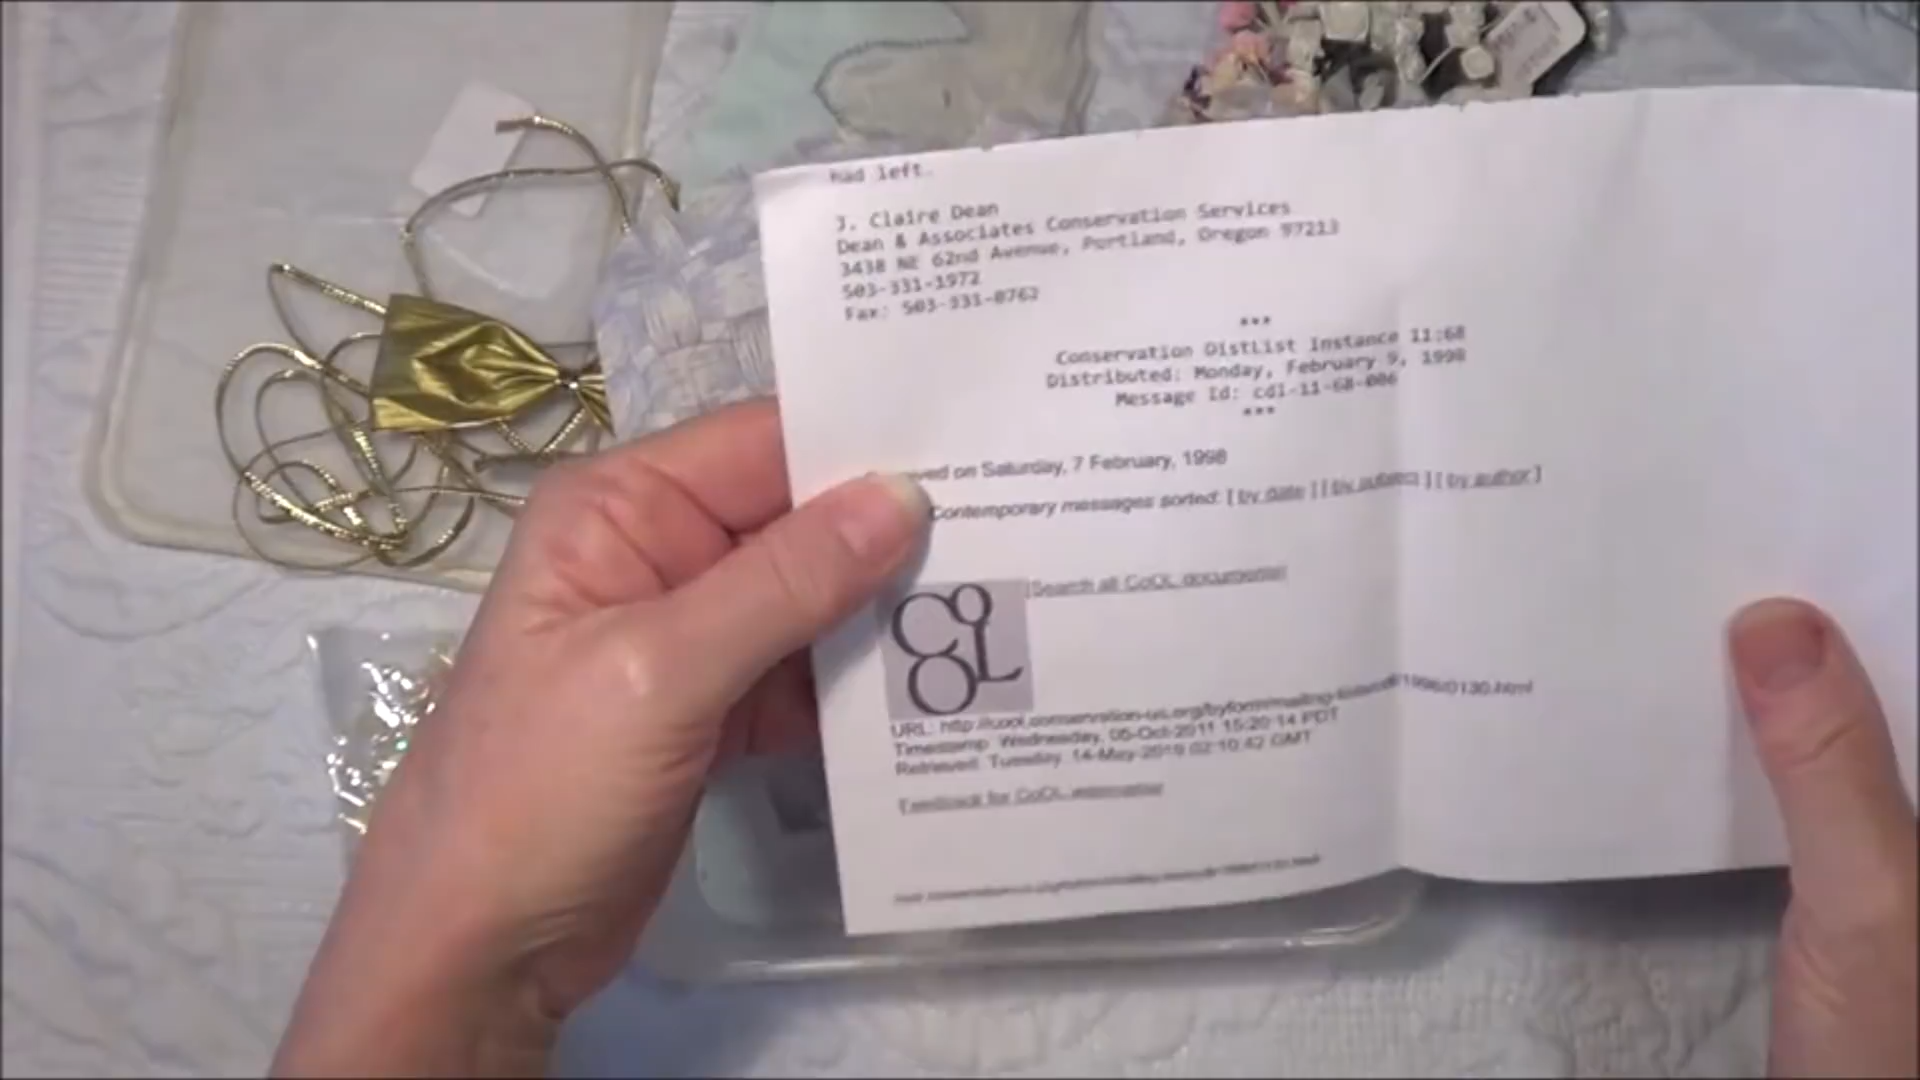 had left.
J. Claire Dean
Dean & Associates Conservation Services
3438 NE 62nd Avenue, Portland, Oregon 97213
503-331-1972
Fax: 503-331-0762
***
Conservation DistList Instance 11:68
Distributed: Monday, February 9, 1998
Message Id: cdl-11-68-006
***
on Saturday, 7 February, 1998
Contemporary messages sorted: [ by date ] [ by subject ] [ by author ]
COOL
[Search all CoOL documents]
URL: http://cool.conservation-us.org/byform/mailing-lists/cdl/1998/0130.html
Timestamp: Wednesday, 05-Oct-2011 15:20:14 PDT
Retrieved: Tuesday, 14-May-2019 02:10:42 GMT
Feedback for CoOL